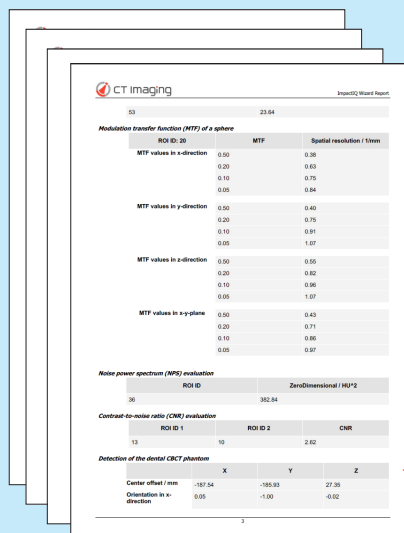 CT Imaging
ImpactIQ Wizard Report
53 23.64
Modulation transfer function (MTF) of a sphere
ROI ID: 20 MTF Spatial resolution / 1/mm
MTF values in x-direction 0.50 0.38
0.20 0.63
0.10 0.75
0.05 0.84
MTF values in y-direction 0.50 0.40
0.20 0.75
0.10 0.91
0.05 1.07
MTF values in z-direction 0.50 0.55
0.20 0.82
0.10 0.96
0.05 1.07
MTF values in x-y-plane 0.50 0.43
0.20 0.71
0.10 0.86
0.05 0.97
Noise power spectrum (NPS) evaluation
ROI ID ZeroDimensional / HU^2
36 382.84
Contrast-to-noise ratio (CNR) evaluation
ROI ID 1 ROI ID 2 CNR
13 10 2.62
Detection of the dental CBCT phantom
X Y Z
Center offset / mm -187.54 -185.93 27.35
Orientation in x- 0.05 -1.00 -0.02
direction
3